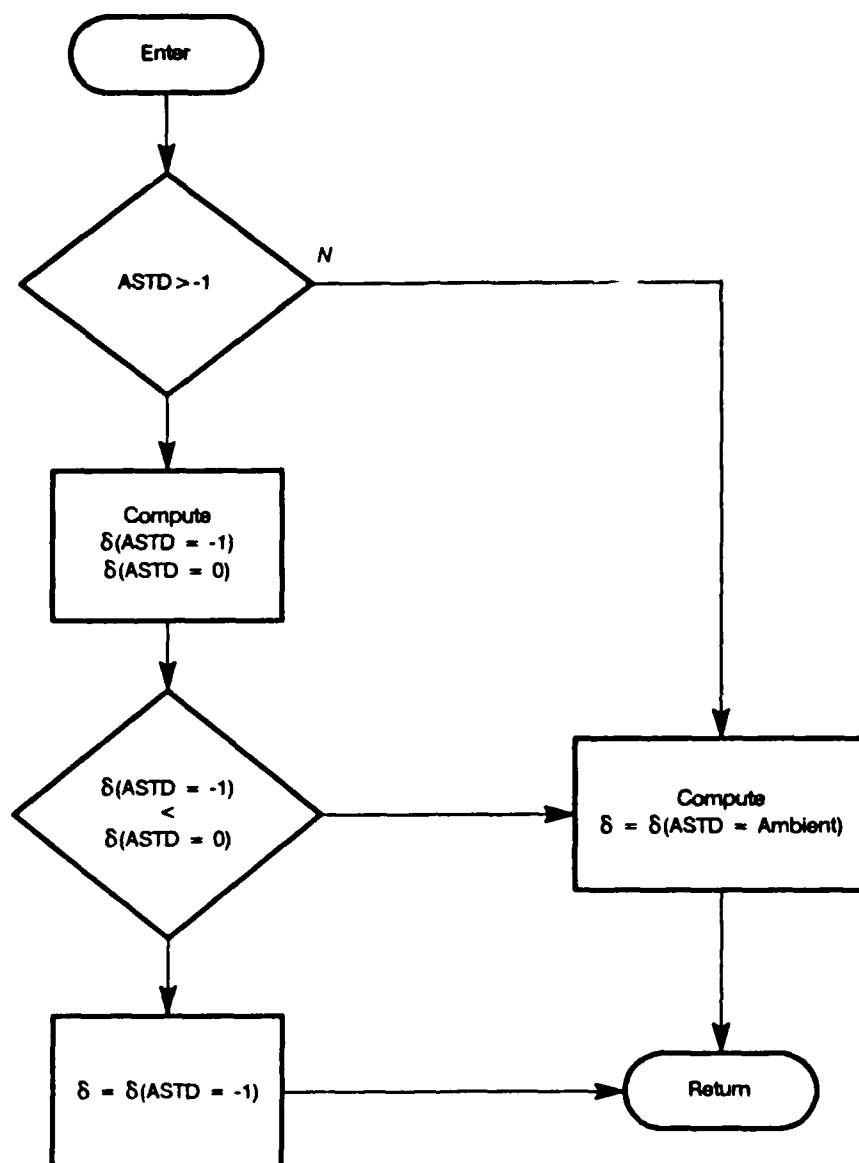 Enter
N
ASTD > -1
Compute
δ(ASTD = -1)
δ(ASTD = 0)
δ(ASTD = -1)
<
δ(ASTD = 0)
Compute
δ = δ(ASTD = Ambient)
δ = δ(ASTD = -1)
Return